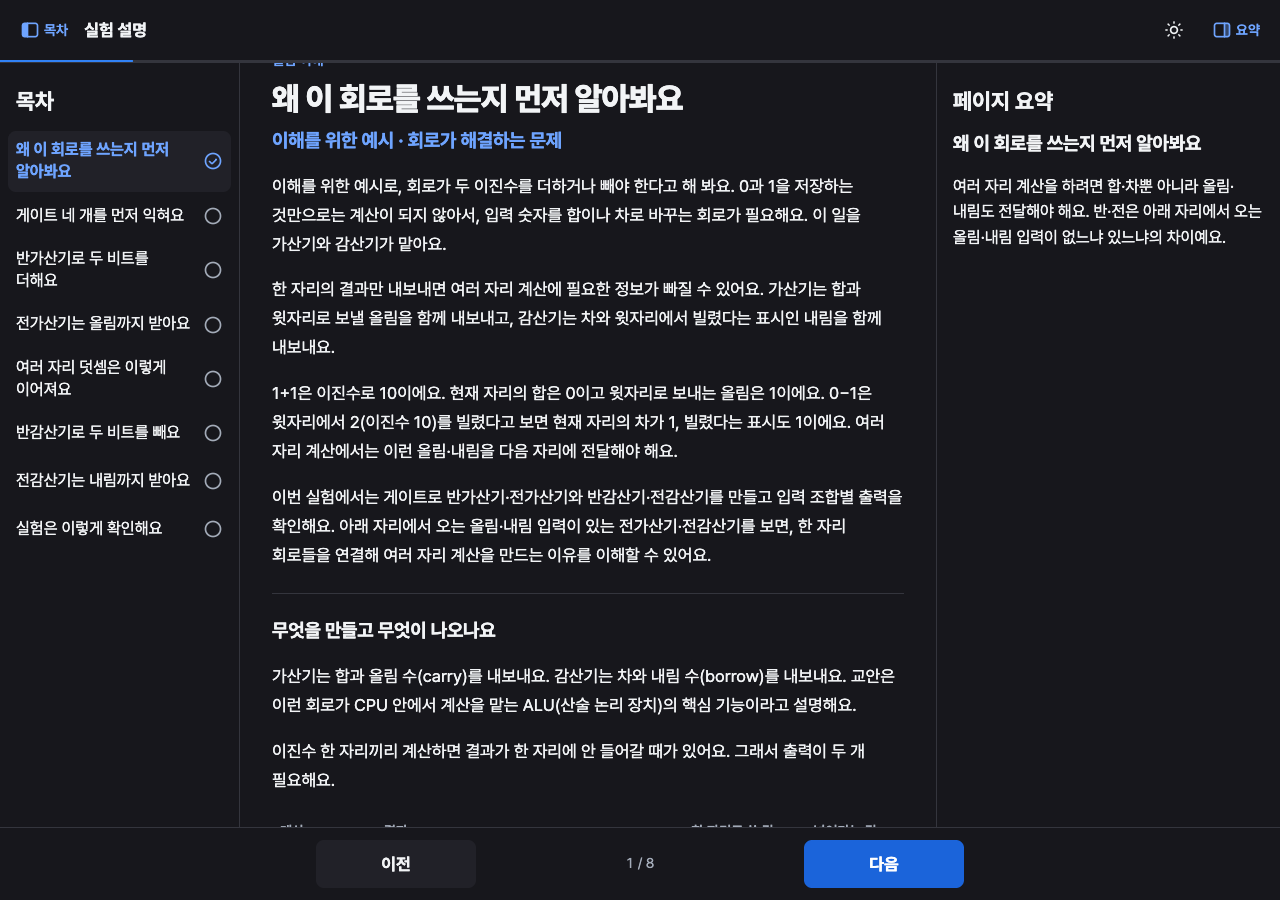 목차
실험 설명
요약
목차
왜 이 회로를 쓰는지 먼저
알아봐요
게이트 네 개를 먼저 익혀요
반가산기로 두 비트를
더해요
전가산기는 올림까지 받아요
여러 자리 덧셈은 이렇게
이어져요
반감산기로 두 비트를 빼요
전감산기는 내림까지 받아요
실험은 이렇게 확인해요
왜 이 회로를 쓰는지 먼저 알아봐요
이해를 위한 예시 · 회로가 해결하는 문제
이해를 위한 예시로, 회로가 두 이진수를 더하거나 빼야 한다고 해 봐요. 0과 1을 저장하는
것만으로는 계산이 되지 않아서, 입력 숫자를 합이나 차로 바꾸는 회로가 필요해요. 이 일을
가산기와 감산기가 맡아요.
한 자리의 결과만 내보내면 여러 자리 계산에 필요한 정보가 빠질 수 있어요. 가산기는 합과
윗자리로 보낼 올림을 함께 내보내고, 감산기는 차와 윗자리에서 빌렸다는 표시인 내림을 함께
내보내요.
1+1은 이진수로 10이에요. 현재 자리의 합은 0이고 윗자리로 보내는 올림은 1이에요. 0−1은
윗자리에서 2(이진수 10)를 빌렸다고 보면 현재 자리의 차가 1, 빌렸다는 표시도 1이에요. 여러
자리 계산에서는 이런 올림·내림을 다음 자리에 전달해야 해요.
이번 실험에서는 게이트로 반가산기·전가산기와 반감산기·전감산기를 만들고 입력 조합별 출력을
확인해요. 아래 자리에서 오는 올림·내림 입력이 있는 전가산기·전감산기를 보면, 한 자리
회로들을 연결해 여러 자리 계산을 만드는 이유를 이해할 수 있어요.
무엇을 만들고 무엇이 나오나요
가산기는 합과 올림 수(carry)를 내보내요. 감산기는 차와 내림 수(borrow)를 내보내요. 교안은
이런 회로가 CPU 안에서 계산을 맡는 ALU(산술 논리 장치)의 핵심 기능이라고 설명해요.
이진수 한 자리끼리 계산하면 결과가 한 자리에 안 들어갈 때가 있어요. 그래서 출력이 두 개
필요해요.
페이지 요약
왜 이 회로를 쓰는지 먼저 알아봐요
여러 자리 계산을 하려면 합·차뿐 아니라 올림·
내림도 전달해야 해요. 반·전은 아래 자리에서 오는
올림·내림 입력이 없느냐 있느냐의 차이예요.
이전
1 / 8
다음